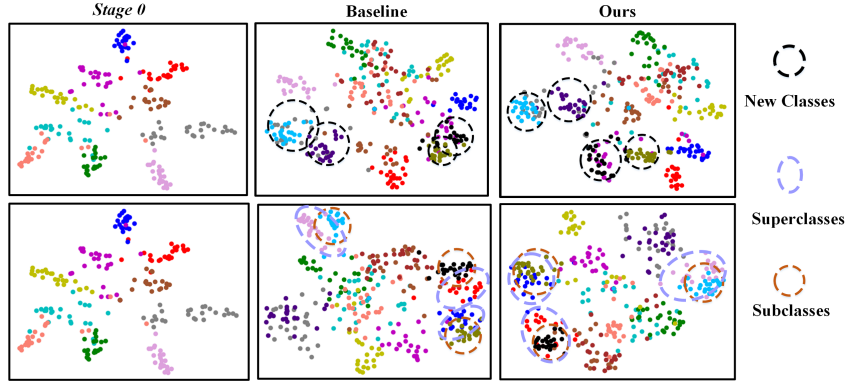 Stage 0
Baseline
Ours
New Classes
Superclasses
Subclasses